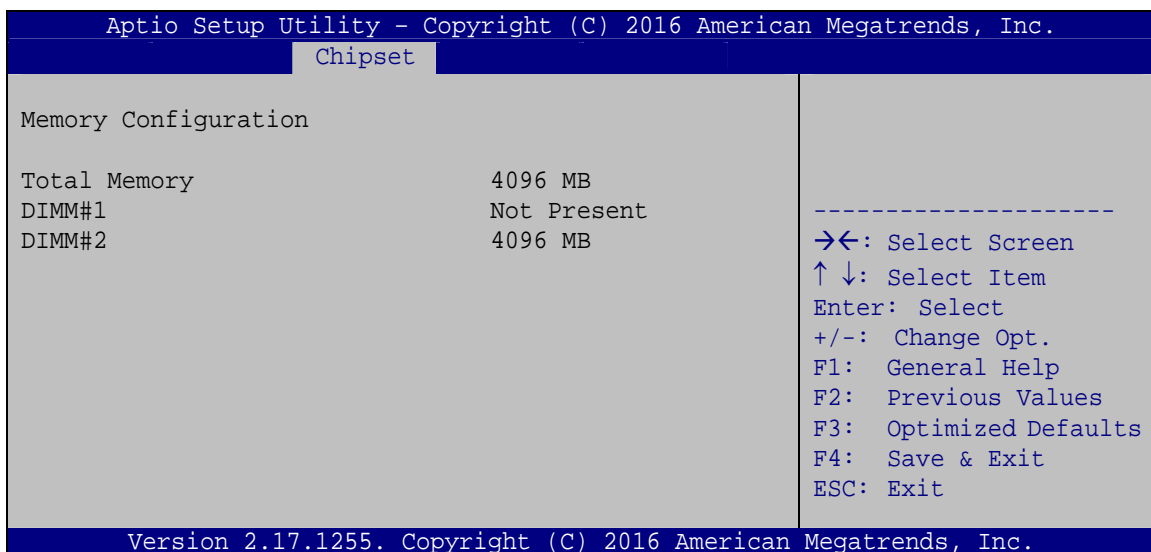 Aptio Setup Utility – Copyright (C) 2016 American Megatrends, Inc.
Chipset
Memory Configuration
Total Memory 4096 MB
DIMM#1 Not Present
DIMM#2 4096 MB
---------------------
→←: Select Screen
↑ ↓: Select Item
Enter: Select
+/-: Change Opt.
F1: General Help
F2: Previous Values
F3: Optimized Defaults
F4: Save & Exit
ESC: Exit
Version 2.17.1255. Copyright (C) 2016 American Megatrends, Inc.